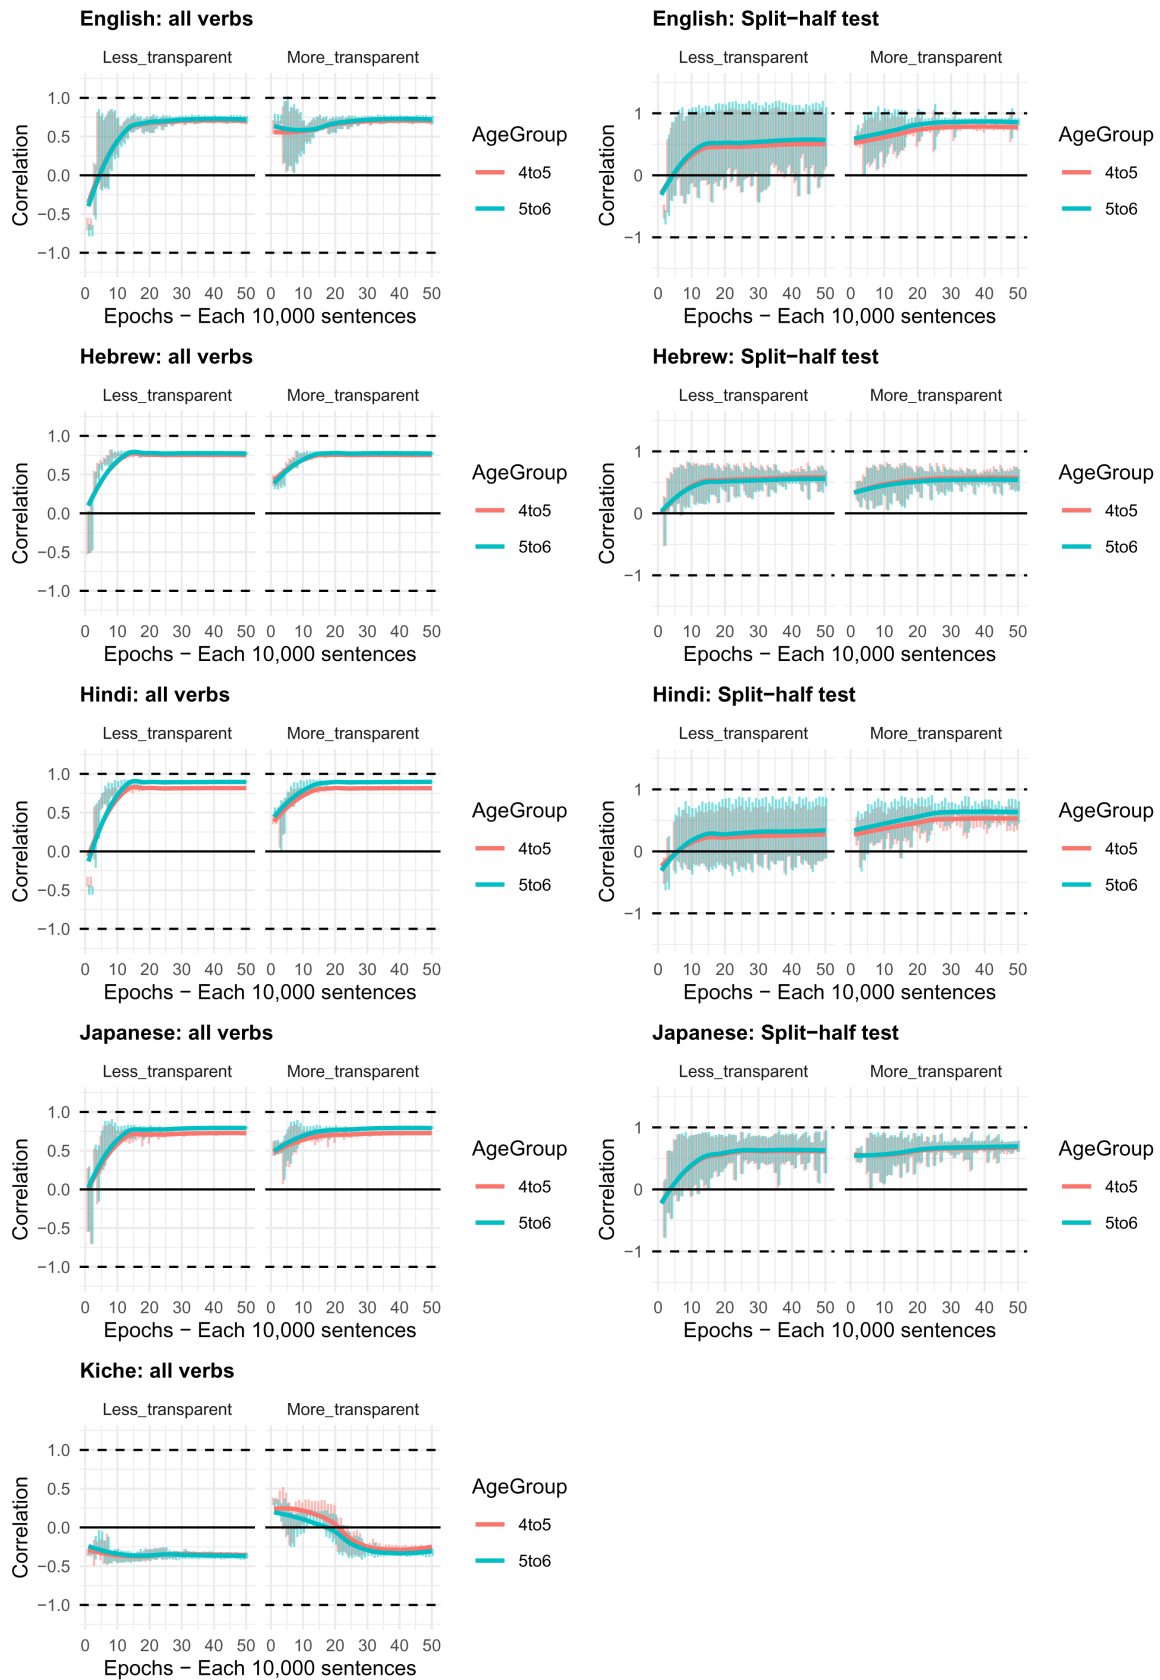 English: all verbs
Less_transparent More_transparent
1.0
0.5
0.0
−0.5
−1.0
Correlation
0 10 20 30 40 50 0 10 20 30 40 50
Epochs − Each 10,000 sentences
AgeGroup
4to5
5to6
English: Split−half test
Less_transparent More_transparent
1
0
−1
Correlation
0 10 20 30 40 50 0 10 20 30 40 50
Epochs − Each 10,000 sentences
AgeGroup
4to5
5to6
Hebrew: all verbs
Less_transparent More_transparent
1.0
0.5
0.0
−0.5
−1.0
Correlation
0 10 20 30 40 50 0 10 20 30 40 50
Epochs − Each 10,000 sentences
AgeGroup
4to5
5to6
Hebrew: Split−half test
Less_transparent More_transparent
1
0
−1
Correlation
0 10 20 30 40 50 0 10 20 30 40 50
Epochs − Each 10,000 sentences
AgeGroup
4to5
5to6
Hindi: all verbs
Less_transparent More_transparent
1.0
0.5
0.0
−0.5
−1.0
Correlation
0 10 20 30 40 50 0 10 20 30 40 50
Epochs − Each 10,000 sentences
AgeGroup
4to5
5to6
Hindi: Split−half test
Less_transparent More_transparent
1
0
−1
Correlation
0 10 20 30 40 50 0 10 20 30 40 50
Epochs − Each 10,000 sentences
AgeGroup
4to5
5to6
Japanese: all verbs
Less_transparent More_transparent
1.0
0.5
0.0
−0.5
−1.0
Correlation
0 10 20 30 40 50 0 10 20 30 40 50
Epochs − Each 10,000 sentences
AgeGroup
4to5
5to6
Japanese: Split−half test
Less_transparent More_transparent
1
0
−1
Correlation
0 10 20 30 40 50 0 10 20 30 40 50
Epochs − Each 10,000 sentences
AgeGroup
4to5
5to6
Kiche: all verbs
Less_transparent More_transparent
1.0
0.5
0.0
−0.5
−1.0
Correlation
0 10 20 30 40 50 0 10 20 30 40 50
Epochs − Each 10,000 sentences
AgeGroup
4to5
5to6